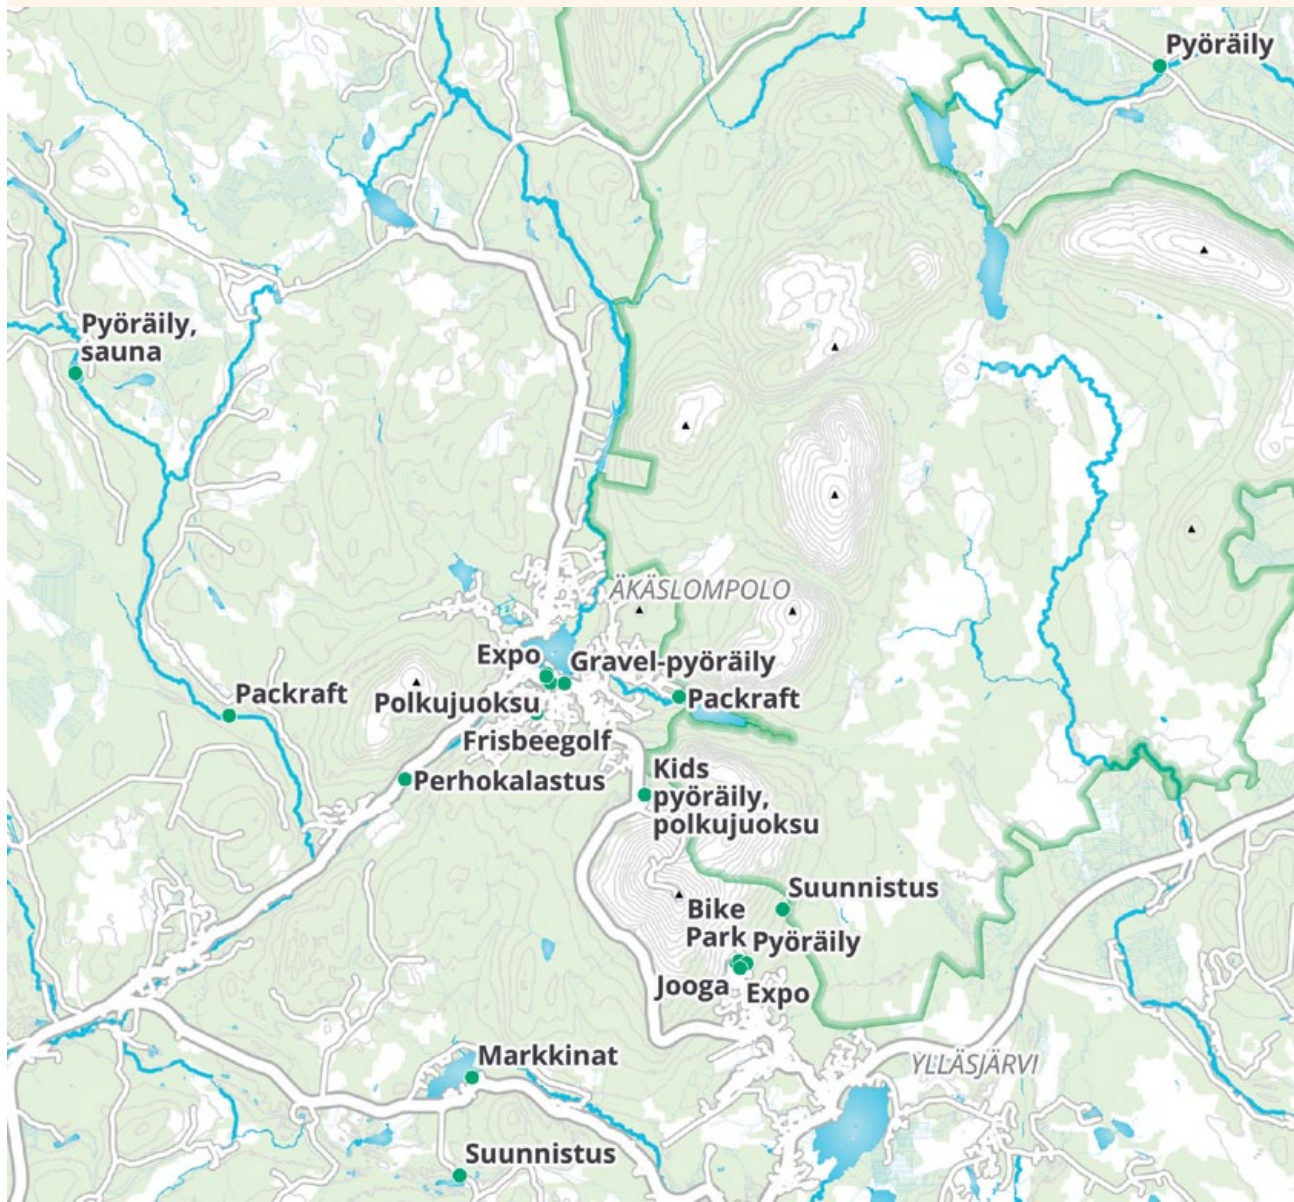 Pyöräily
Pyöräily,
sauna
ÄKÄSLOMPOLO
Expo
Gravel-pyöräily
Packraft
Polkujuoksu
Packraft
Frisbeegolf
Perhokalastus
Kids
pyöräily,
polkujuoksu
Suunnistus
Bike
Park
Pyöräily
Jooga
Expo
Markkinat
YLLÄSJÄRVI
Suunnistus